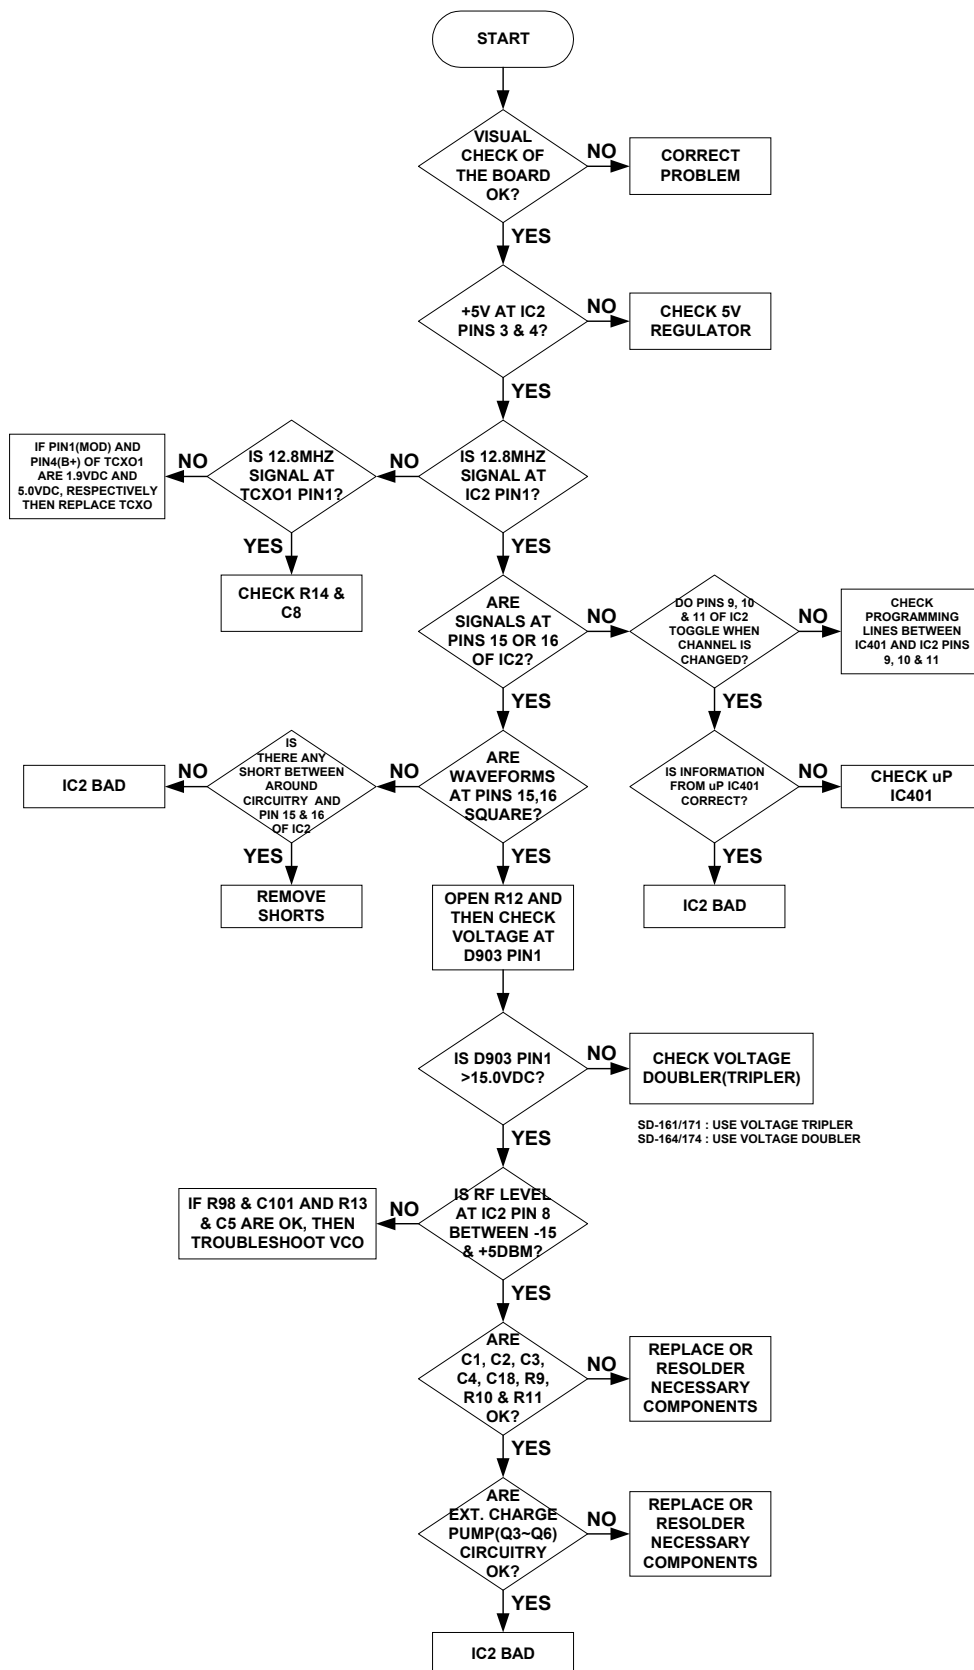 START
VISUAL
CHECK OF
THE BOARD
OK?
NO
CORRECT
PROBLEM
YES
+5V AT IC2
PINS 3 & 4?
NO
CHECK 5V
REGULATOR
YES
IS 12.8MHZ
SIGNAL AT
IC2 PIN1?
NO
IS 12.8MHZ
SIGNAL AT
TCXO1 PIN1?
NO
IF PIN1(MOD) AND
PIN4(B+) OF TCXO1
ARE 1.9VDC AND
5.0VDC, RESPECTIVELY
THEN REPLACE TCXO
YES
CHECK R14 &
C8
YES
ARE
SIGNALS AT
PINS 15 OR 16
OF IC2?
NO
DO PINS 9, 10
& 11 OF IC2
TOGGLE WHEN
CHANNEL IS
CHANGED?
NO
CHECK
PROGRAMMING
LINES BETWEEN
IC401 AND IC2 PINS
9, 10 & 11
YES
IS INFORMATION
FROM uP IC401
CORRECT?
NO
CHECK uP
IC401
YES
IC2 BAD
YES
ARE
WAVEFORMS
AT PINS 15,16
SQUARE?
NO
IS
THERE ANY
SHORT BETWEEN
AROUND
CIRCUITRY AND
PIN 15 & 16
OF IC2
NO
IC2 BAD
YES
REMOVE
SHORTS
YES
OPEN R12 AND
THEN CHECK
VOLTAGE AT
D903 PIN1
IS D903 PIN1
>15.0VDC?
NO
CHECK VOLTAGE
DOUBLER(TRIPLER)
SD-161/171 : USE VOLTAGE TRIPLER
SD-164/174 : USE VOLTAGE DOUBLER
YES
IS RF LEVEL
AT IC2 PIN 8
BETWEEN -15
& +5DBM?
NO
IF R98 & C101 AND R13
& C5 ARE OK, THEN
TROUBLESHOOT VCO
YES
ARE
C1, C2, C3,
C4, C18, R9,
R10 & R11
OK?
NO
REPLACE OR
RESOLDER
NECESSARY
COMPONENTS
YES
ARE
EXT. CHARGE
PUMP(Q3~Q6)
CIRCUITRY
OK?
NO
REPLACE OR
RESOLDER
NECESSARY
COMPONENTS
YES
IC2 BAD